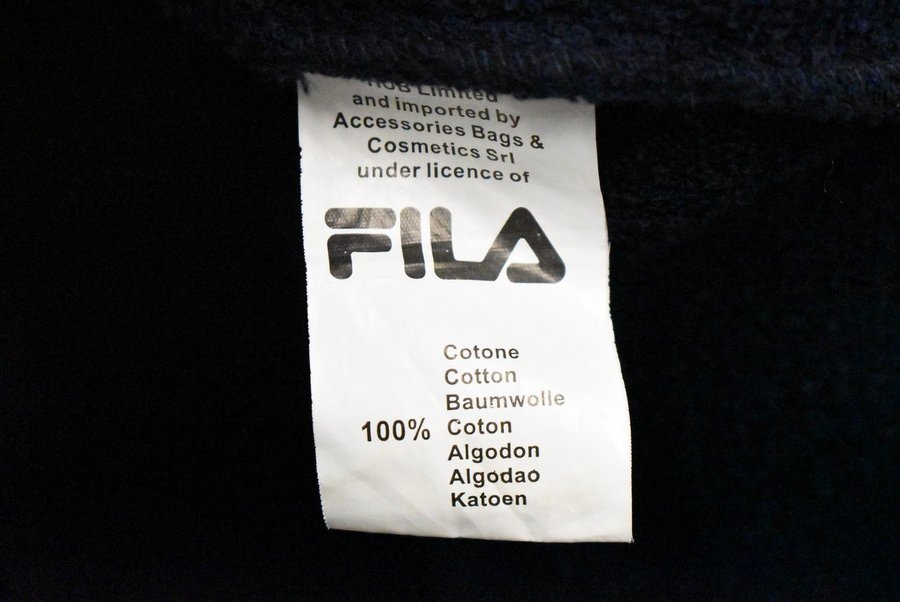 Limited
and imported by
Accessories Bags &
Cosmetics Srl
under licence of
FILA
Cotone
Cotton
Baumwolle
100% Coton
Algodon
Algodao
Katoen